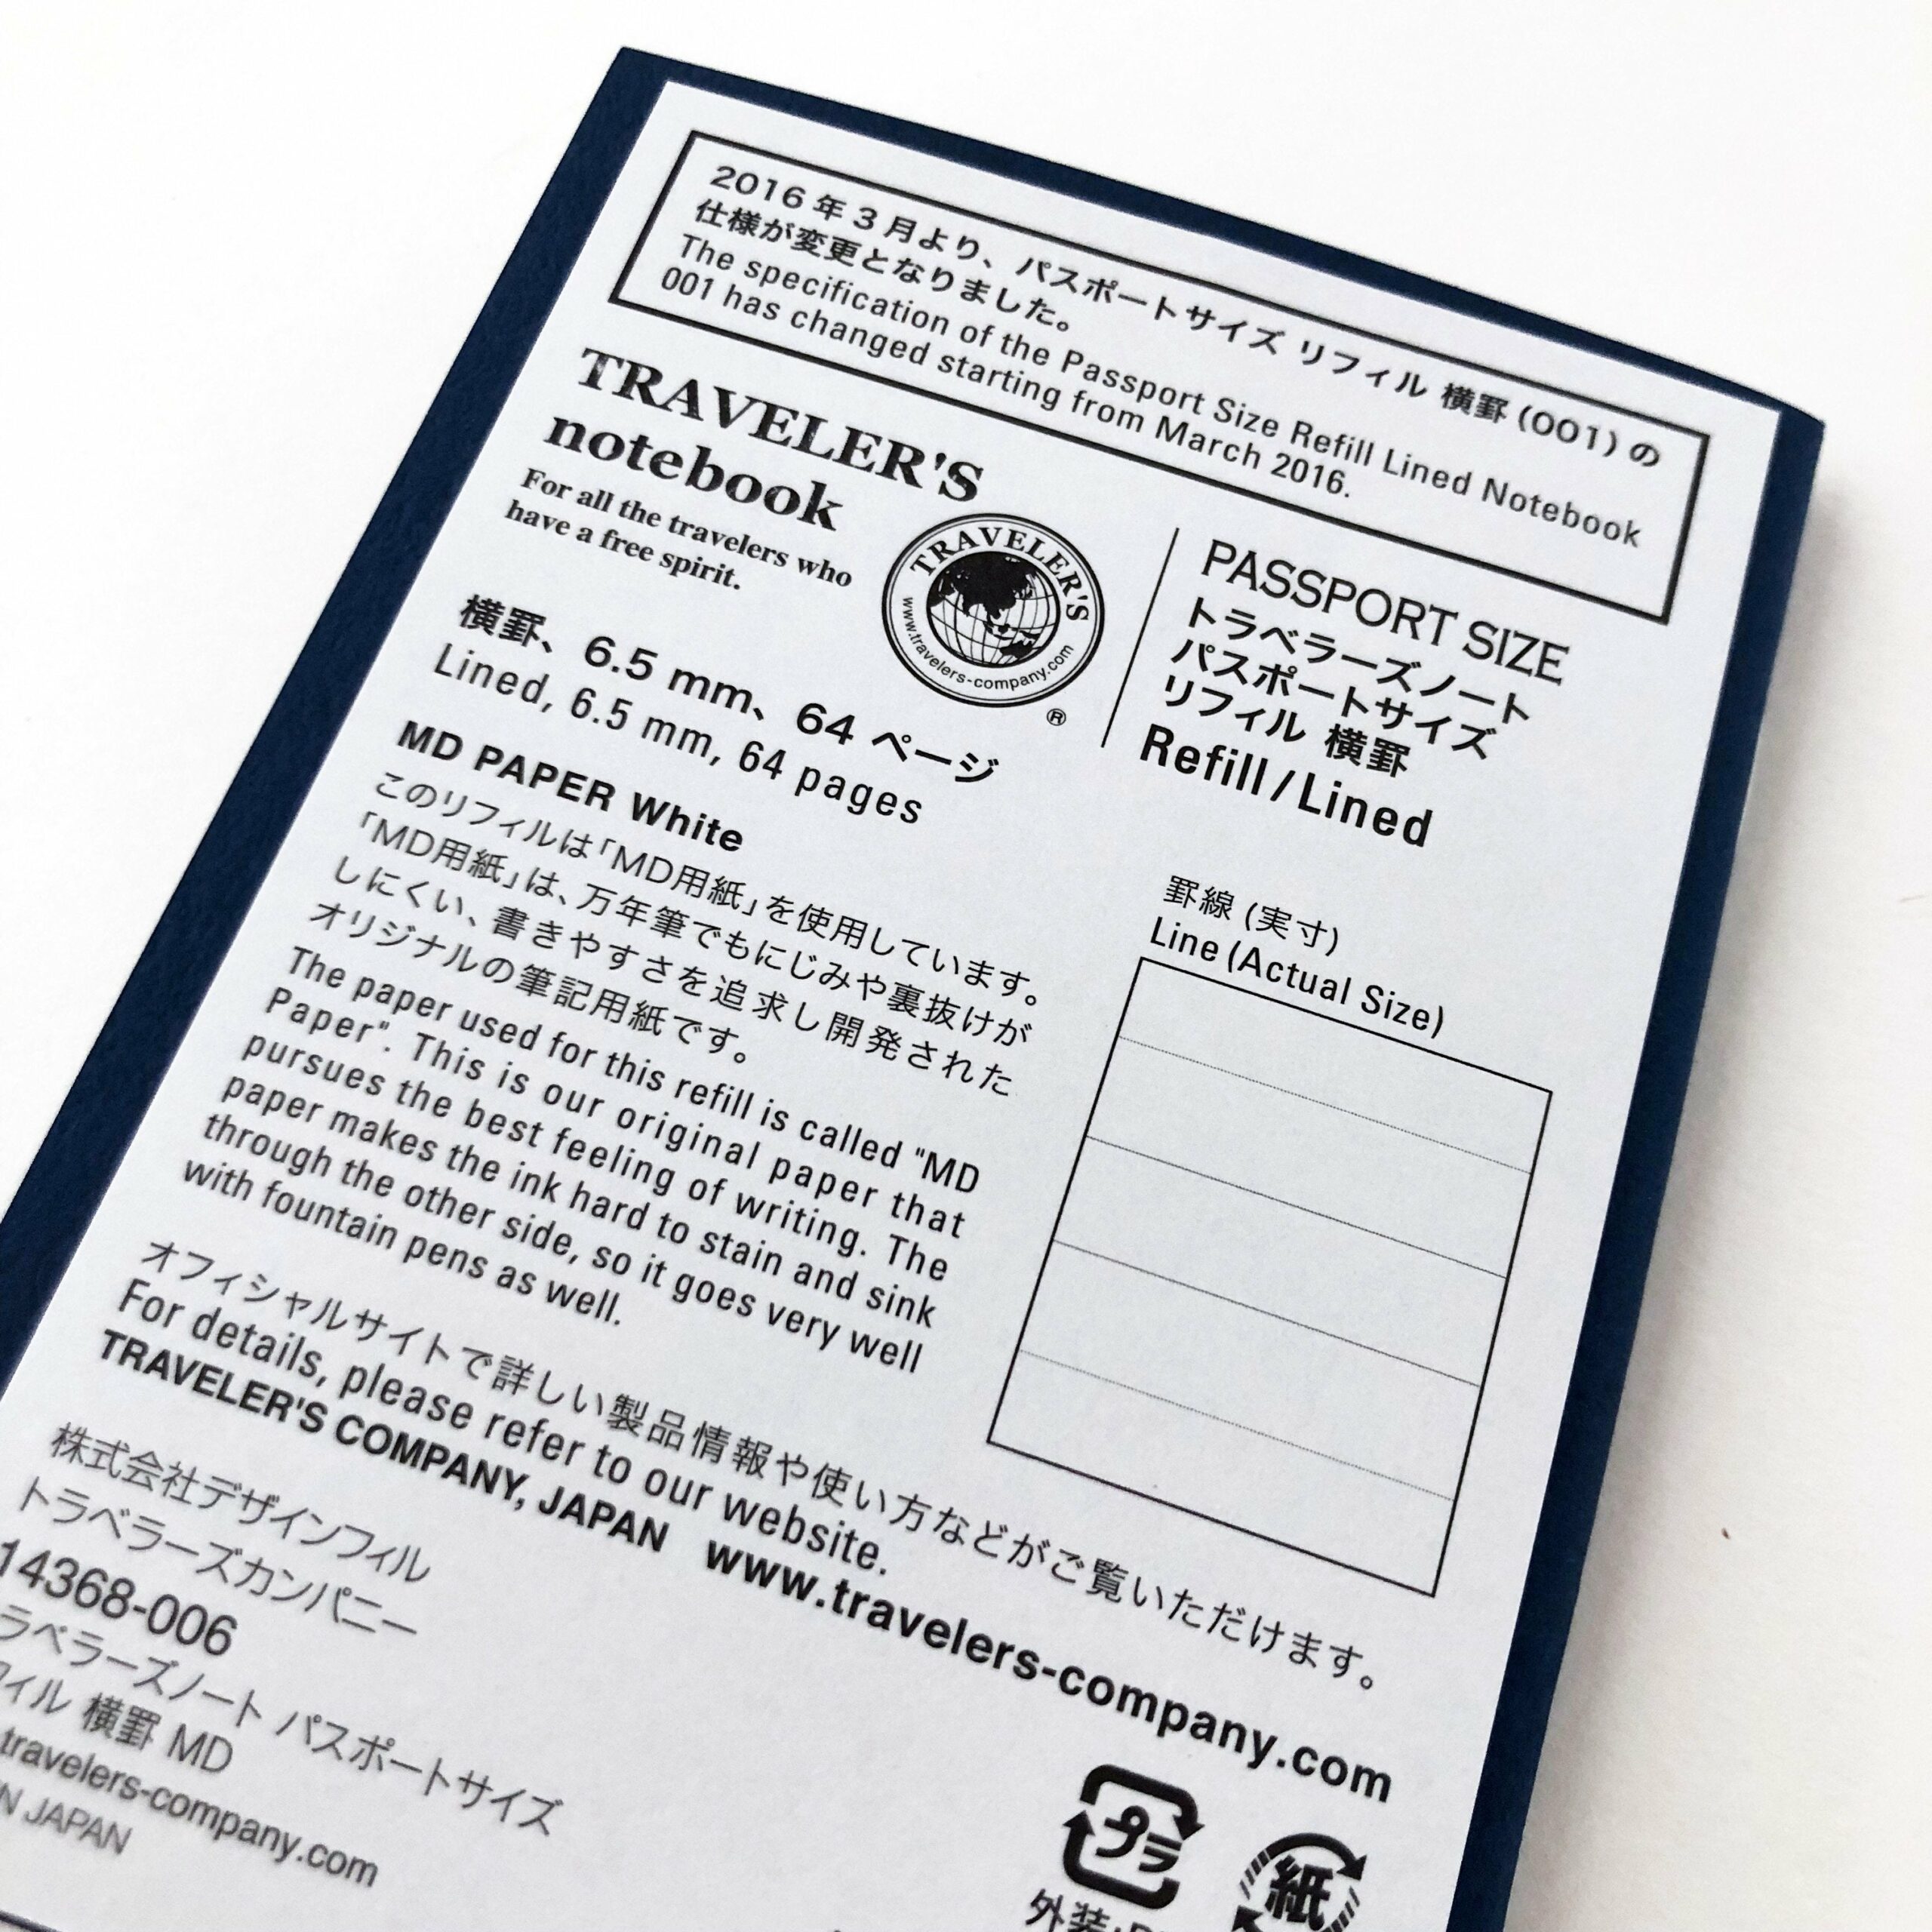 2016年3月より、パスポートサイズ リフィル 横罫(001)の
仕様が変更となりました。
The specification of the Passport Size Refill Lined Notebook
001 has changed starting from March 2016.
TRAVELER'S
notebook
For all the travelers who
have a free spirit.
TRAVELER'S
www.travelers-company.com
®
PASSPORT SIZE
トラベラーズノート
パスポートサイズ
リフィル 横罫
Refill/Lined
横罫、6.5 mm、64 ページ
Lined, 6.5 mm, 64 pages
MD PAPER White
このリフィルは「MD用紙」を使用しています。
「MD用紙」は、万年筆でもにじみや裏抜けが
しにくい、書きやすさを追求し開発された
オリジナルの筆記用紙です。
The paper used for this refill is called "MD
Paper". This is our original paper that
pursues the best feeling of writing. The
paper makes the ink hard to stain and sink
through the other side, so it goes very well
with fountain pens as well.
罫線 (実寸)
Line (Actual Size)
オフィシャルサイトで詳しい製品情報や使い方などがご覧いただけます。
For details, please refer to our website.
TRAVELER'S COMPANY, JAPAN www.travelers-company.com
株式会社デザインフィル
トラベラーズカンパニー
14368-006
ラベラーズノート パスポートサイズ
フィル 横罫 MD
travelers-company.com
N JAPAN
プラ
外装:
紙